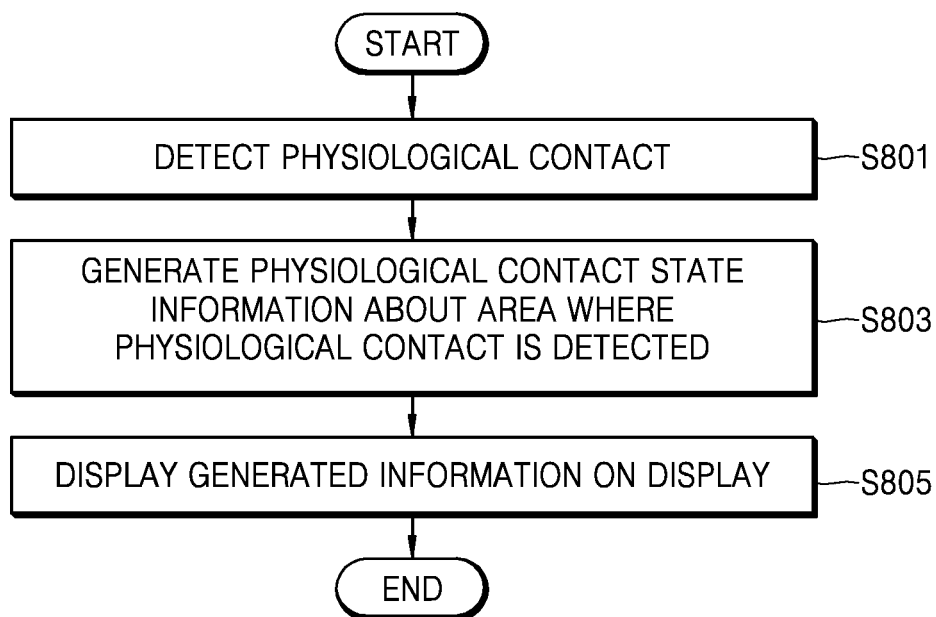 START
DETECT PHYSIOLOGICAL CONTACT
S801
GENERATE PHYSIOLOGICAL CONTACT STATE
INFORMATION ABOUT AREA WHERE
PHYSIOLOGICAL CONTACT IS DETECTED
S803
DISPLAY GENERATED INFORMATION ON DISPLAY
S805
END